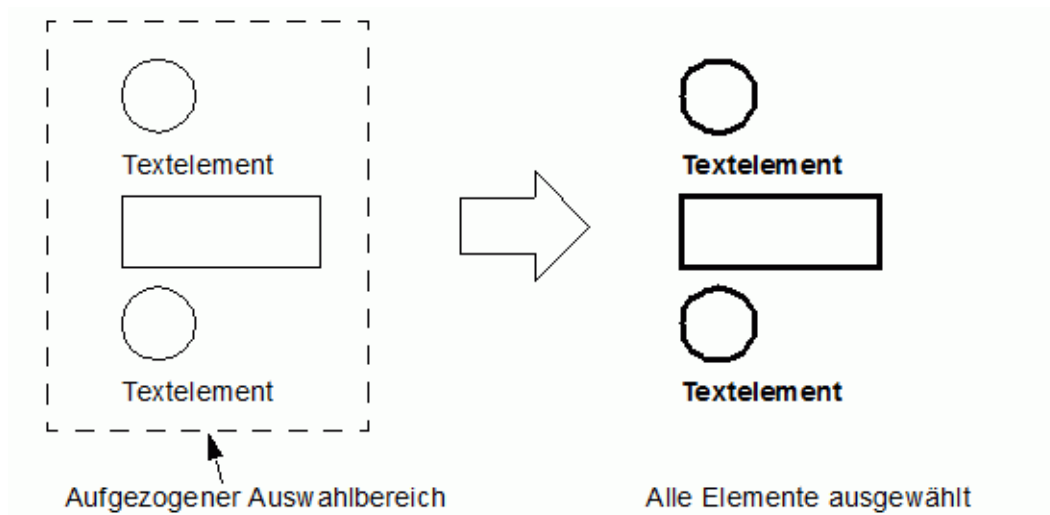 Textelement
Textelement
Aufgezogener Auswahlbereich
Textelement
Textelement
Alle Elemente ausgewählt